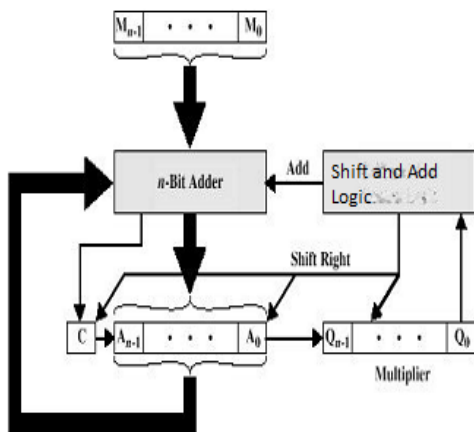 Mn-1 · · · M0
n-Bit Adder
Add
Shift and Add
Logic
Shift Right
C
An-1 · · · A0
Qn-1 · · · Q0
Multiplier